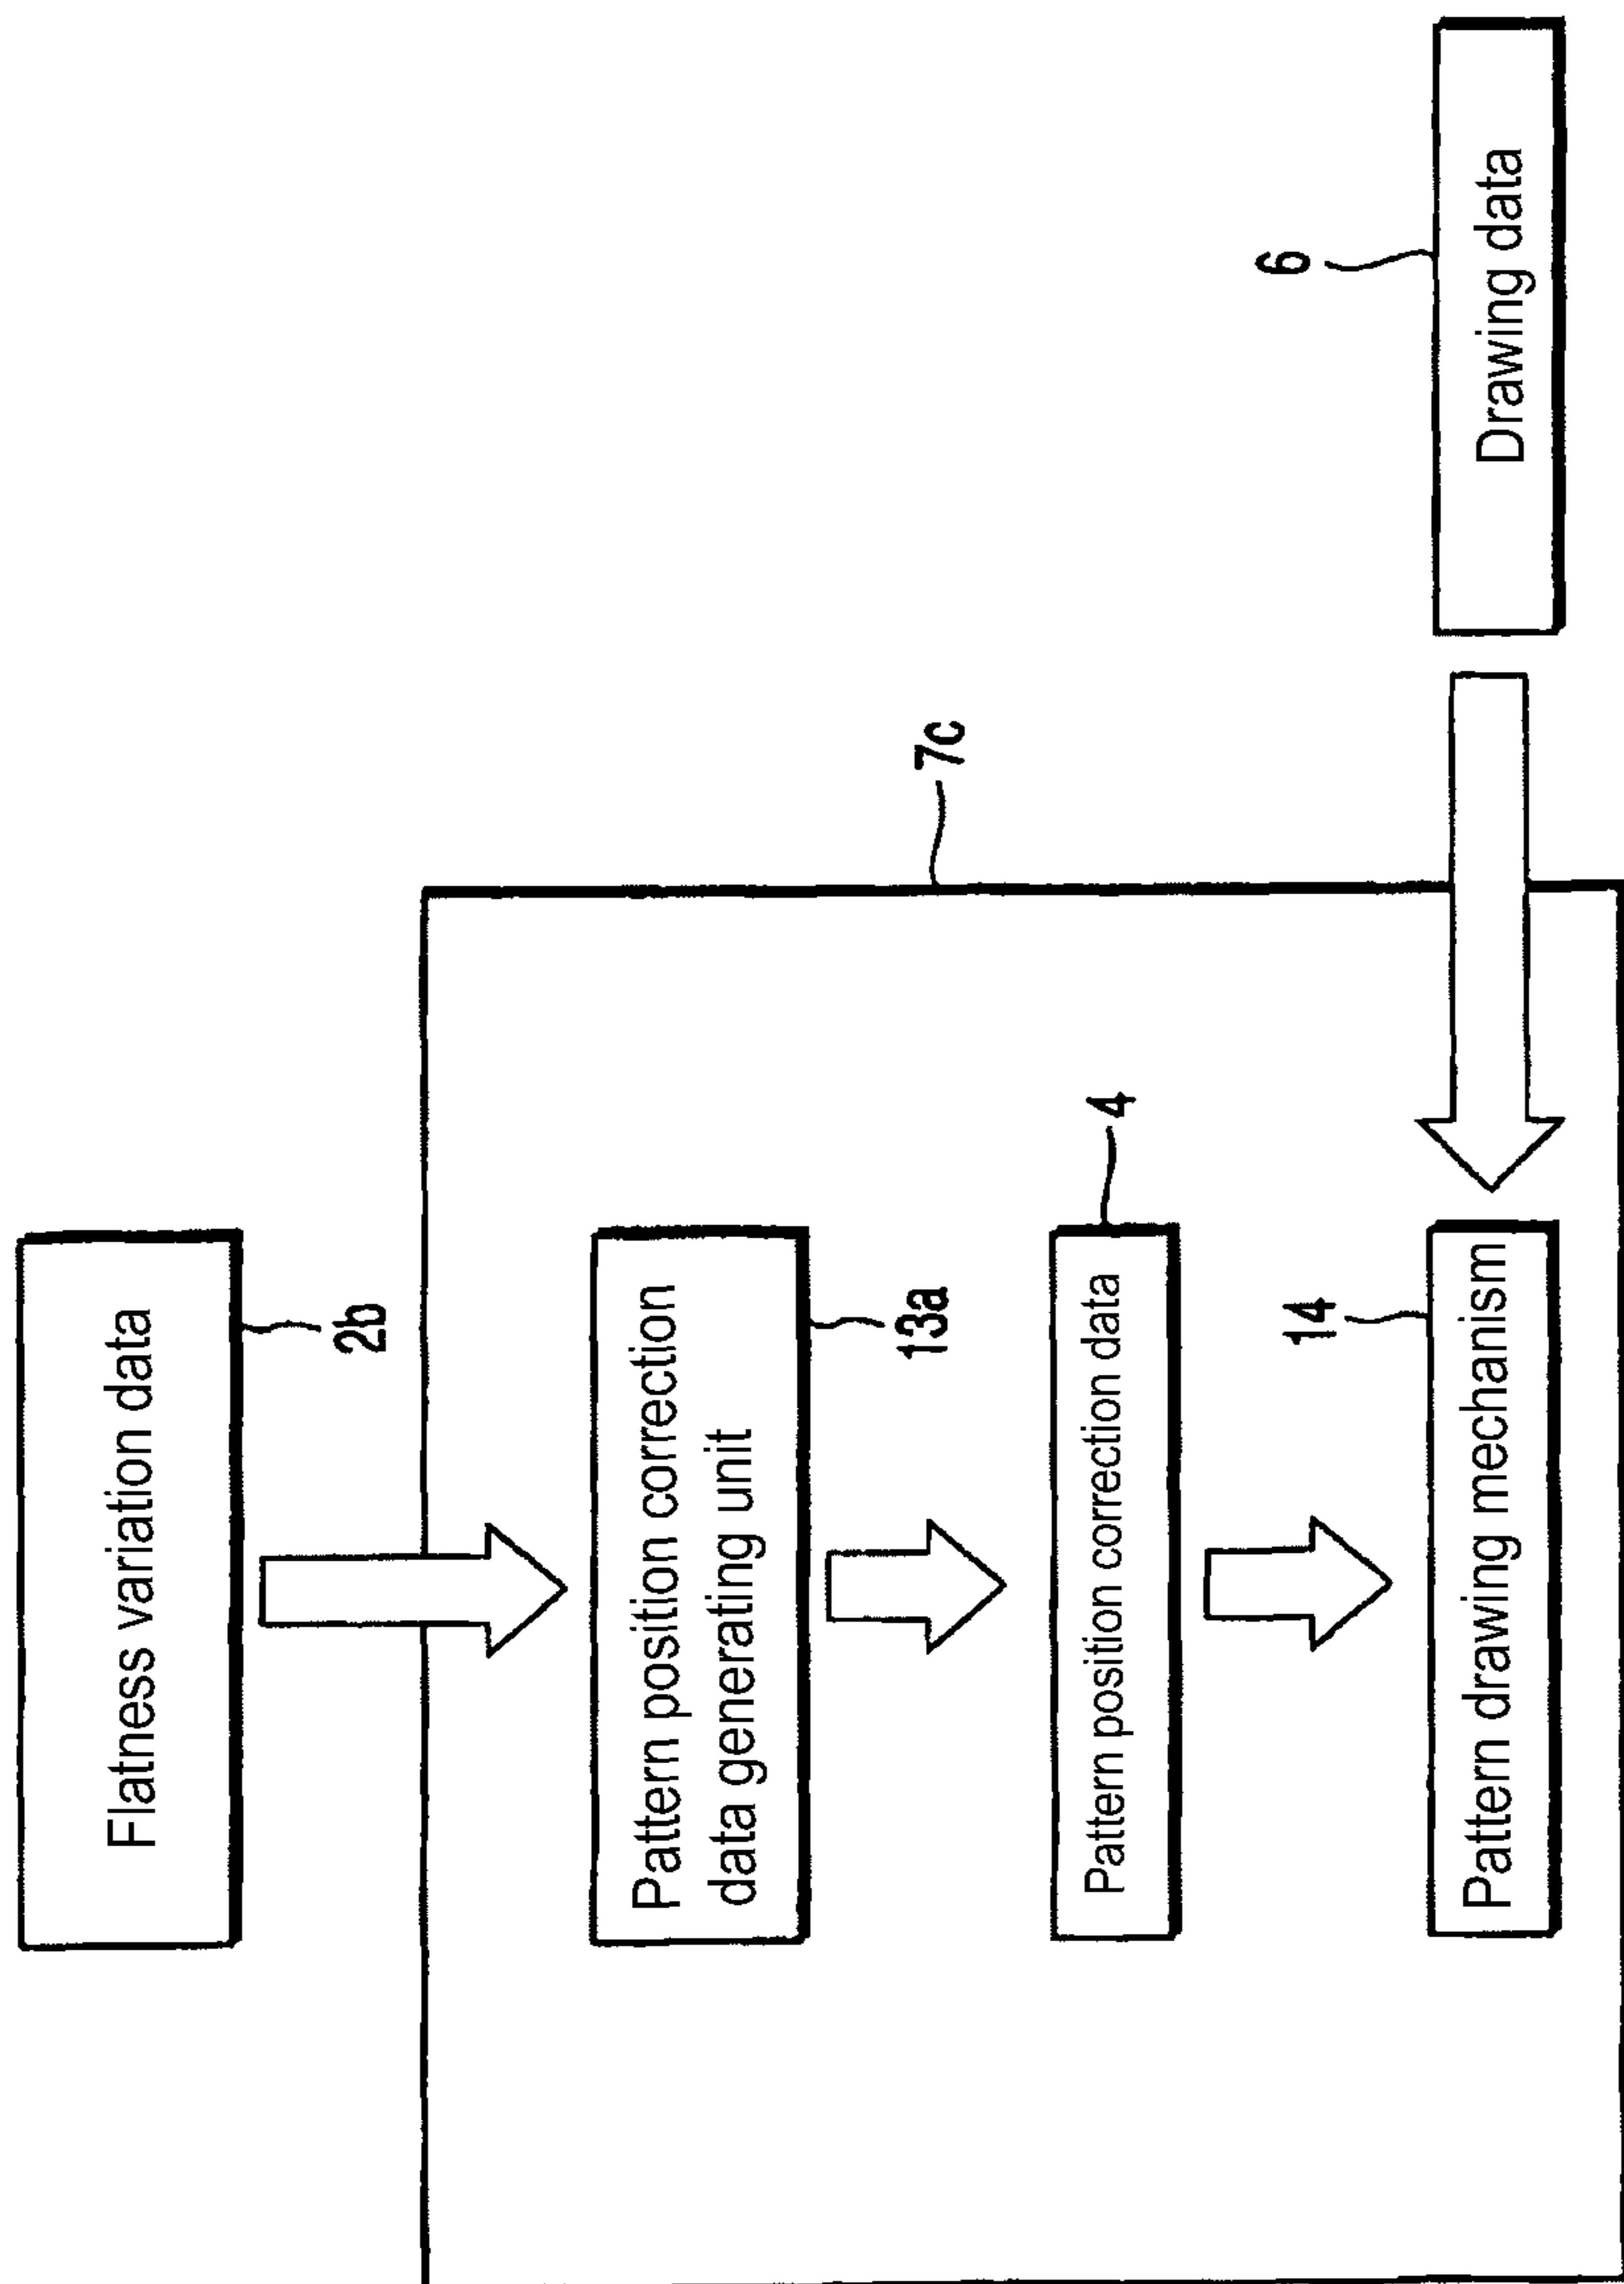 Flatness variation data
2b
7c
Pattern position correction
data generating unit
13a
4
Pattern position correction data
14
Pattern drawing mechanism
6
Drawing data